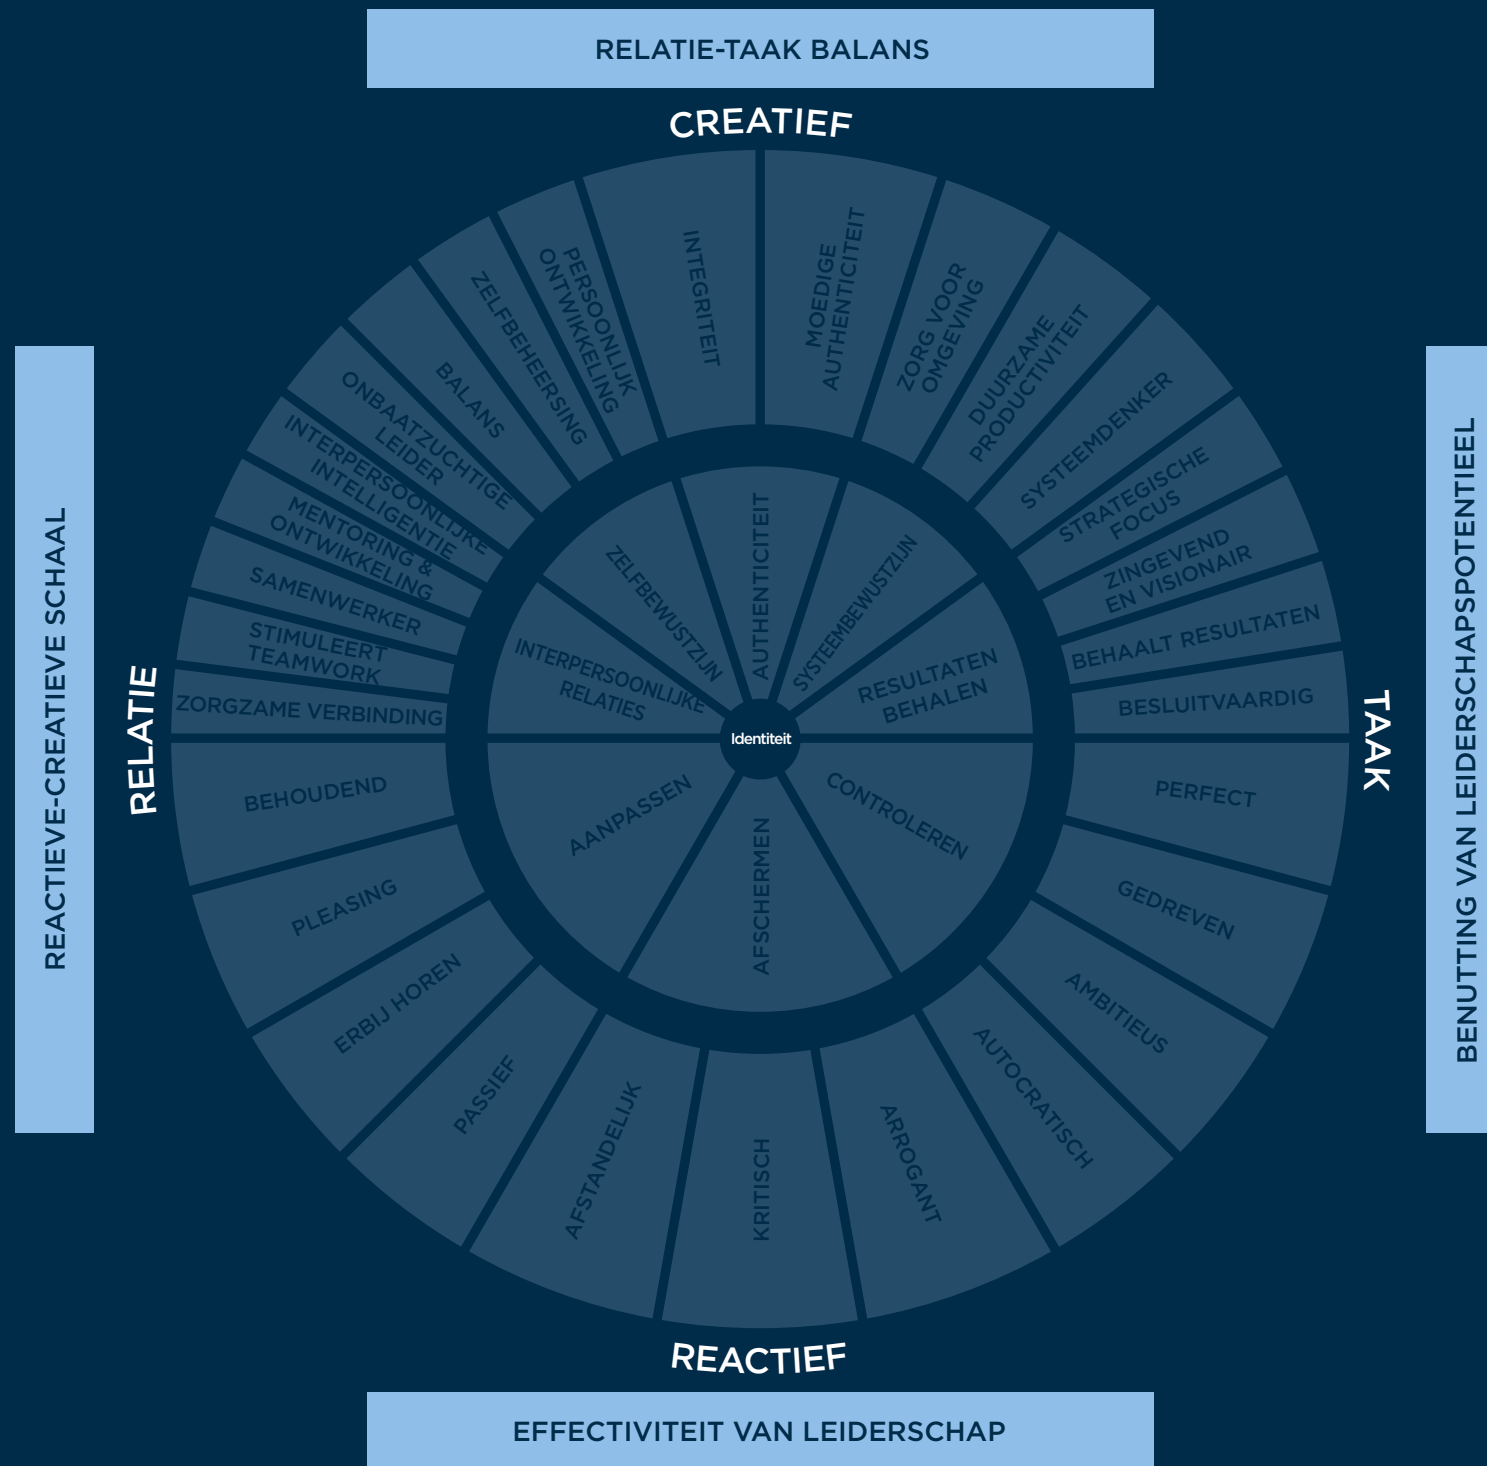 RELATIE-TAAK BALANS
CREATIEF
REACTIEVE-CREATIEVE SCHAAL
RELATIE
INTEGRITEIT
PERSOONLIJK
ONTWIKKELING
ZELFBEHEERSING
BALANS
ONBAATZUCHTIGE
LEIDER
INTERPERSOONLIJKE
INTELLIGENTIE
MENTORING &
ONTWIKKELING
SAMENWERKER
STIMULEERT
TEAMWORK
ZORGZAME VERBINDING
MOEDIGE
AUTHENTICITEIT
ZORG VOOR
OMGEVING
DUURZAME
PRODUCTIVITEIT
SYSTEEMDENKER
STRATEGISCHE
FOCUS
ZINGEVEND
EN VISIONAIR
BEHAALT RESULTATEN
BESLUITVAARDIG
INTERPERSOONLIJKE
RELATIES
ZELFBEWUSTZIJN
AUTHENTICITEIT
SYSTEEMBEWUSTZIJN
RESULTATEN
BEHALEN
Identiteit
AANPASSEN
AFSCHERMEN
CONTROLEREN
BEHOUDEND
PLEASING
ERBIJ HOREN
PASSIEF
AFSTANDELIJK
KRITISCH
ARROGANT
AUTOCRATISCH
AMBITIEUS
GEDREVEN
PERFECT
TAAK
BENUTTING VAN LEIDERSCHAPSPOTENTIEEL
REACTIEF
EFFECTIVITEIT VAN LEIDERSCHAP